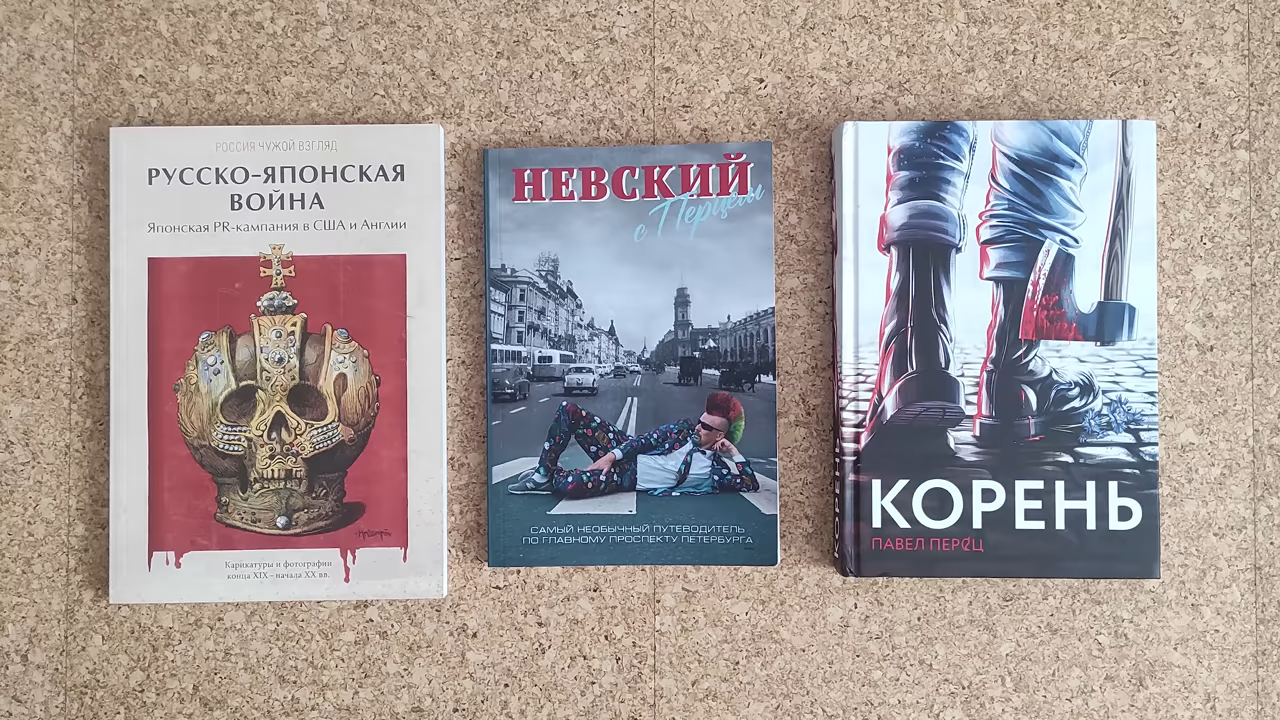 РОССИЯ ЧУЖОЙ ВЗГЛЯД
РУССКО-ЯПОНСКАЯ
ВОЙНА
Японская PR-кампания в США и Англии
Карикатуры и фотографии
конца XIX – начала XX вв.
НЕВСКИЙ
с Перцем
САМЫЙ НЕОБЫЧНЫЙ ПУТЕВОДИТЕЛЬ
ПО ГЛАВНОМУ ПРОСПЕКТУ ПЕТЕРБУРГА
КОРЕНЬ
КОРЕНЬ
ПАВЕЛ ПЕРЕЦ